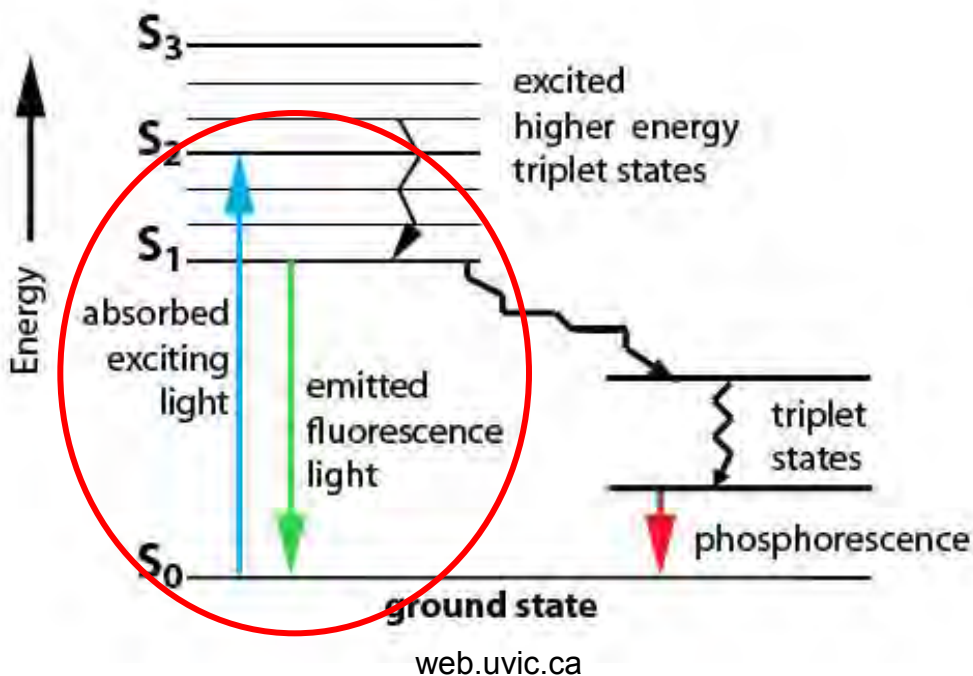 S3
excited
higher energy
triplet states
S2
S1
Energy
absorbed
exciting
light
emitted
fluorescence
light
triplet
states
phosphorescence
S0
ground state
web.uvic.ca